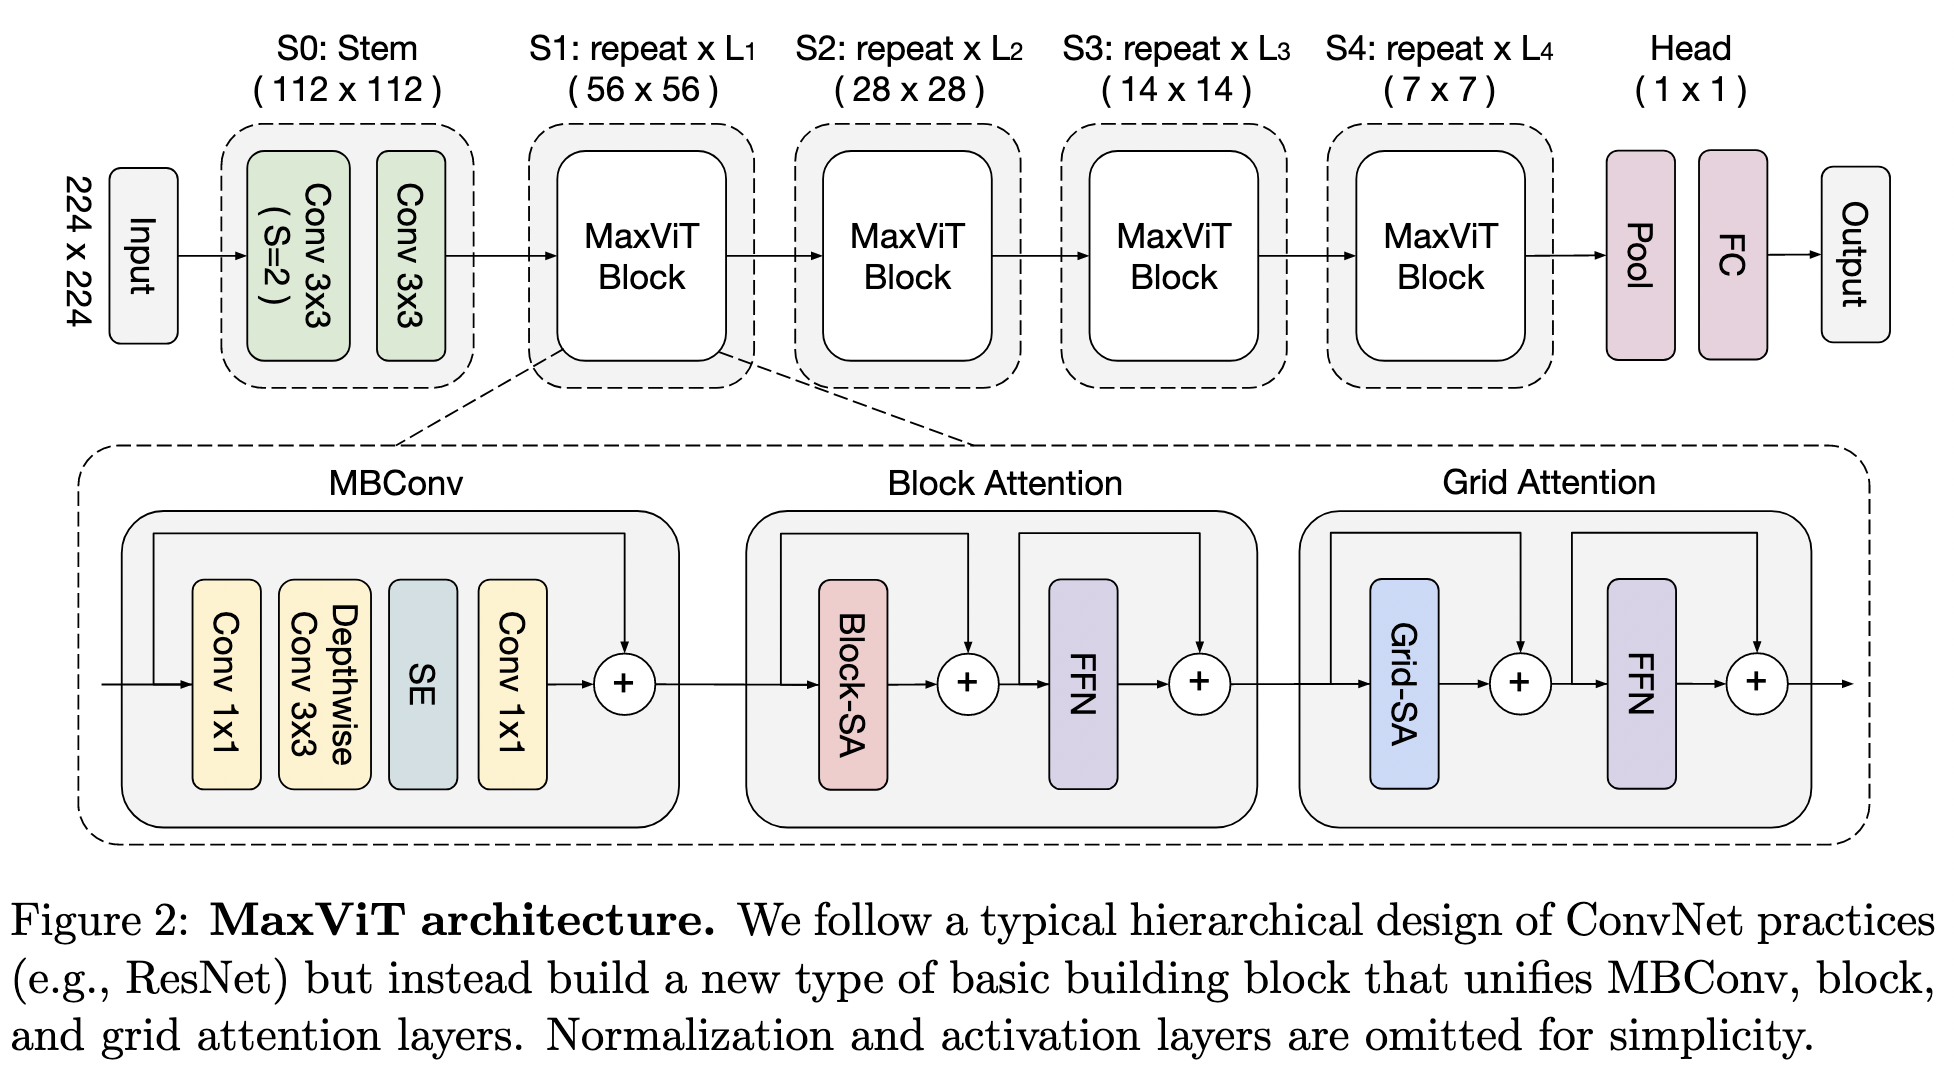 S0: Stem
( 112 x 112 )
S1: repeat x L1
( 56 x 56 )
S2: repeat x L2
( 28 x 28 )
S3: repeat x L3
( 14 x 14 )
S4: repeat x L4
( 7 x 7 )
Head
( 1 x 1 )
224 x 224
Input
Conv 3x3
( S=2 )
Conv 3x3
MaxViT
Block
MaxViT
Block
MaxViT
Block
MaxViT
Block
Pool
FC
Output
MBConv
Conv 1x1
Depthwise
Conv 3x3
SE
Conv 1x1
+
Block Attention
Block-SA
+
FFN
+
Grid Attention
Grid-SA
+
FFN
+
Figure 2: MaxViT architecture. We follow a typical hierarchical design of ConvNet practices
(e.g., ResNet) but instead build a new type of basic building block that unifies MBConv, block,
and grid attention layers. Normalization and activation layers are omitted for simplicity.